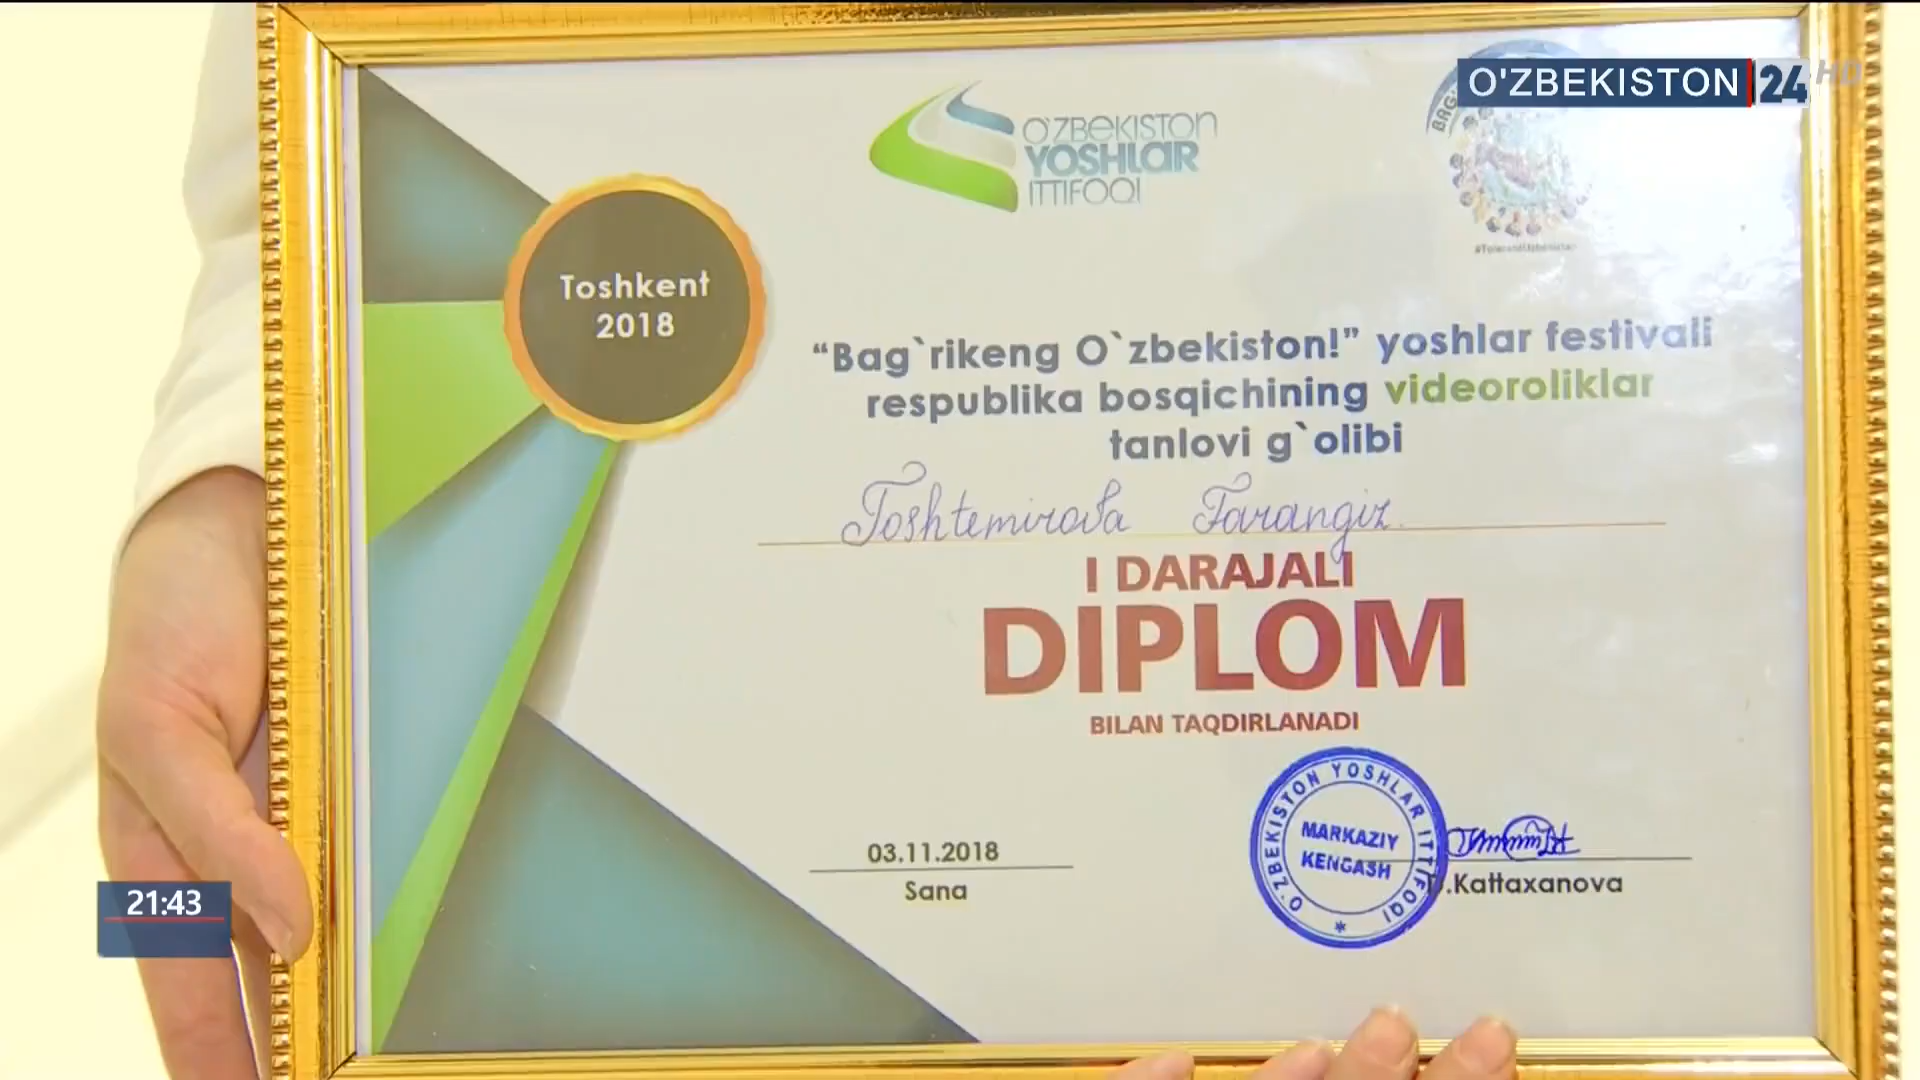 O'ZBEKISTON 24 HD
O`ZBEKISTON
YOSHLAR
ITTIFOQI
Toshkent
2018
“Bag`rikeng O`zbekiston!” yoshlar festivali
respublika bosqichining videoroliklar
tanlovi g`olibi
Toshtemirova Farangiz
I DARAJALI
DIPLOM
BILAN TAQDIRLANADI
03.11.2018
Sana
O'ZBEKISTON YOSHLAR ITTIFOQI
MARKAZIY
KENGASH
D.Kattaxanova
21:43